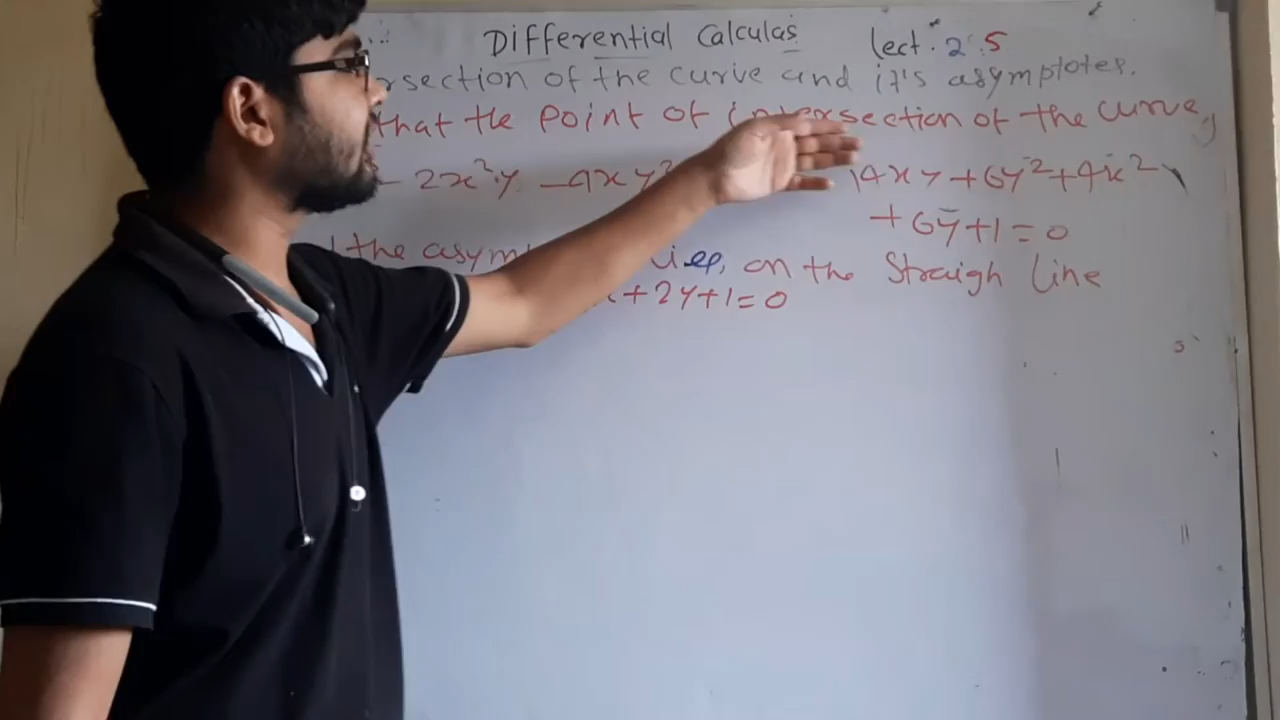 Differential Calculas lect. 2.5
rsection of the curve and it's asymptotes.
that the point of intersection of the curve,
- 2x²y - 4xy² 14xy + 6y² + 4x²
+ 6y + 1 = 0
the asym lies, on the Straigh line
+ 2y + 1 = 0